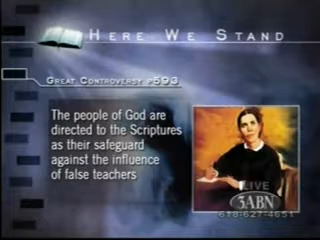 HERE WE STAND
GREAT CONTROVERSY, P593
The people of God are
directed to the Scriptures
as their safeguard
against the influence
of false teachers
LIVE
3ABN
618-627-4651